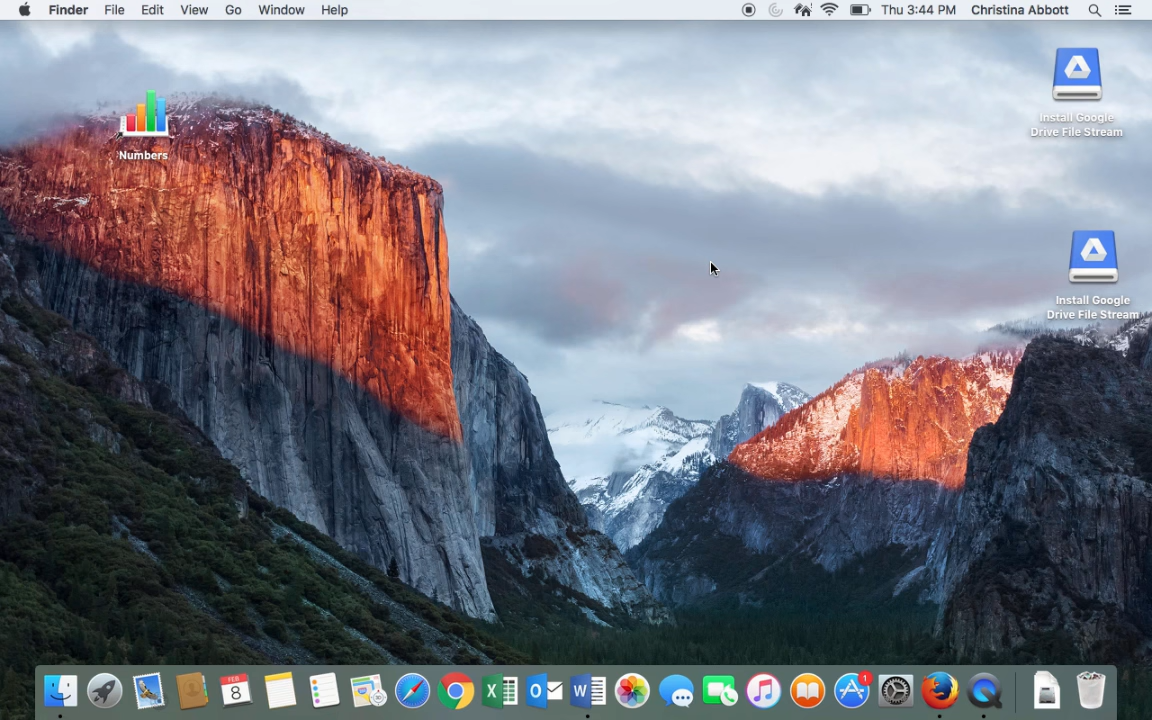 Finder File Edit View Go Window Help Thu 3:44 PM Christina Abbott
Install Google
Drive File Stream
Numbers
Install Google
Drive File Stream
FEB
8
1